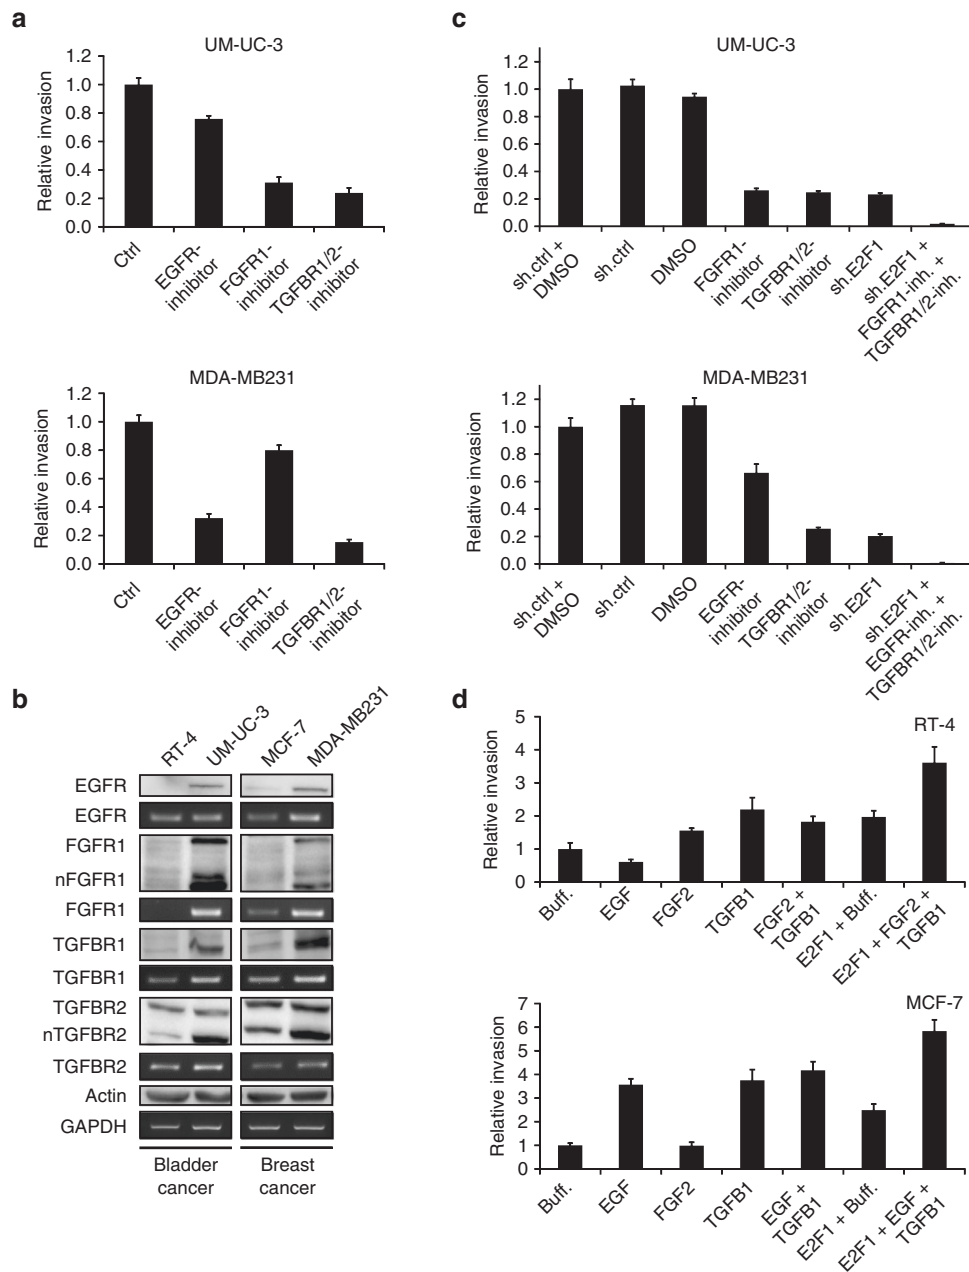 a
UM-UC-3
Relative invasion
1.2
1.0
0.8
0.6
0.4
0.2
0.0
Ctrl
EGFR-
inhibitor
FGFR1-
inhibitor
TGFBR1/2-
inhibitor
MDA-MB231
Relative invasion
1.2
1.0
0.8
0.6
0.4
0.2
0.0
Ctrl
EGFR-
inhibitor
FGFR1-
inhibitor
TGFBR1/2-
inhibitor
b
RT-4
UM-UC-3
MCF-7
MDA-MB231
EGFR
EGFR
FGFR1
nFGFR1
FGFR1
TGFBR1
TGFBR1
TGFBR2
nTGFBR2
TGFBR2
Actin
GAPDH
Bladder
cancer
Breast
cancer
c
UM-UC-3
Relative invasion
1.2
1.0
0.8
0.6
0.4
0.2
0.0
sh.ctrl +
DMSO
sh.ctrl
DMSO
FGFR1-
inhibitor
TGFBR1/2-
inhibitor
sh.E2F1
sh.E2F1 +
FGFR1-inh. +
TGFBR1/2-inh.
MDA-MB231
Relative invasion
1.2
1.0
0.8
0.6
0.4
0.2
0.0
sh.ctrl +
DMSO
sh.ctrl
DMSO
EGFR-
inhibitor
TGFBR1/2-
inhibitor
sh.E2F1
sh.E2F1 +
EGFR-inh. +
TGFBR1/2-inh.
d
RT-4
Relative invasion
5
4
3
2
1
0
Buff.
EGF
FGF2
TGFB1
FGF2 +
TGFB1
E2F1 + Buff.
E2F1 + FGF2 +
TGFB1
MCF-7
Relative invasion
7
6
5
4
3
2
1
0
Buff.
EGF
FGF2
TGFB1
EGF +
TGFB1
E2F1 + Buff.
E2F1 + EGF +
TGFB1